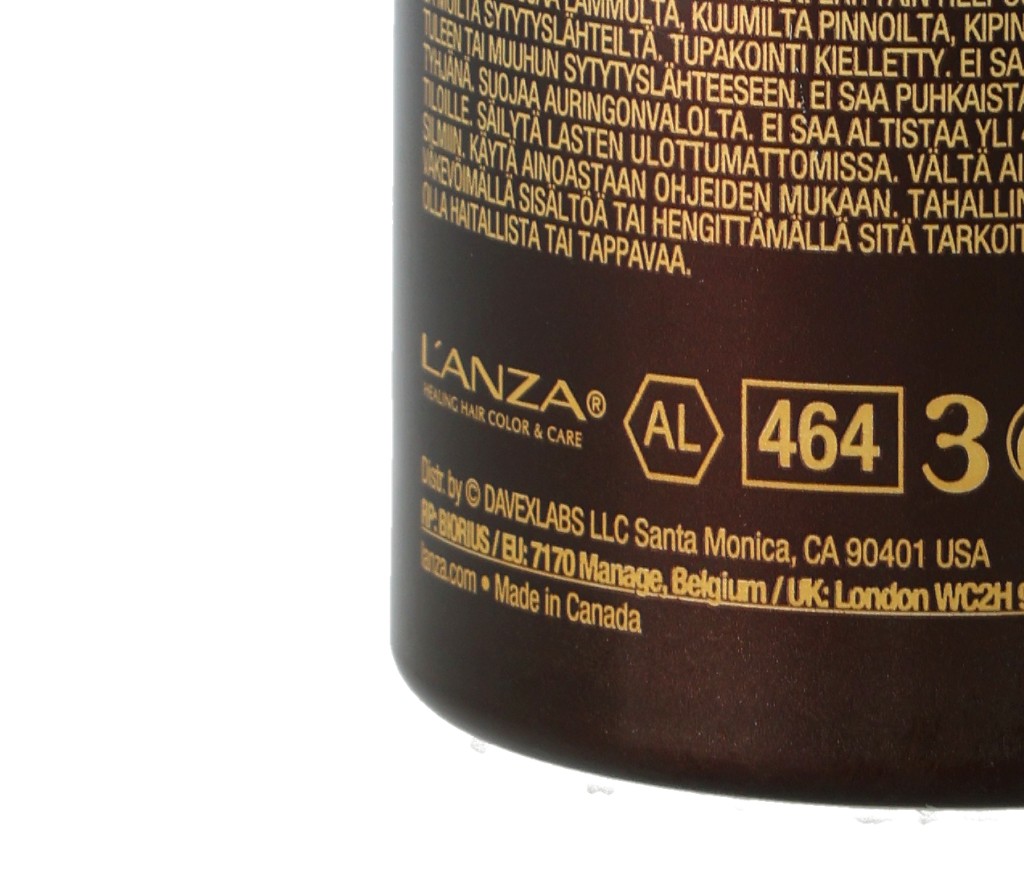 LÄMMÖLTÄ, KUUMILTA PINNOILTA,
SYTYTYSLÄHTEILTÄ. TUPAKOINTI KIELLETTY. EI SA
TULEEN TAI MUUHUN SYTYTYSLÄHTEESEEN. EI SAA PUHKAISTA
TYHJÄNÄ. SUOJAA AURINGONVALOLTA. EI SAA ALTISTAA YLI
TILOILLE. SÄILYTÄ LASTEN ULOTTUMATTOMISSA. VÄLTÄ
SILMIIN. KÄYTÄ AINOASTAAN OHJEIDEN MUKAAN. TAHALLIN
VÄKEVÖIMÄLLÄ SISÄLTÖÄ TAI HENGITTÄMÄLLÄ SITÄ TARKOIT
OLLA HAITALLISTA TAI TAPPAVAA.
L'ANZA®
HEALING HAIR COLOR & CARE
AL
464
3
Distr. by © DAVEXLABS LLC Santa Monica, CA 90401 USA
RP: BIORIUS / EU: 7170 Manage, Belgium / UK: London WC2H 9
lanza.com • Made in Canada